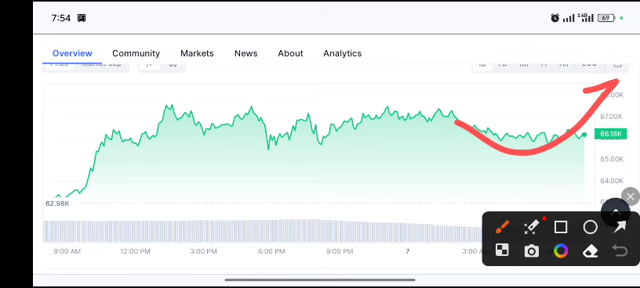 7:54
69
Overview Community Markets News About Analytics
67.00K
66.16K
65.00K
64.00K
62.98K
9:00 AM 12:00 PM 3:00 PM 6:00 PM 9:00 PM 7 3:00